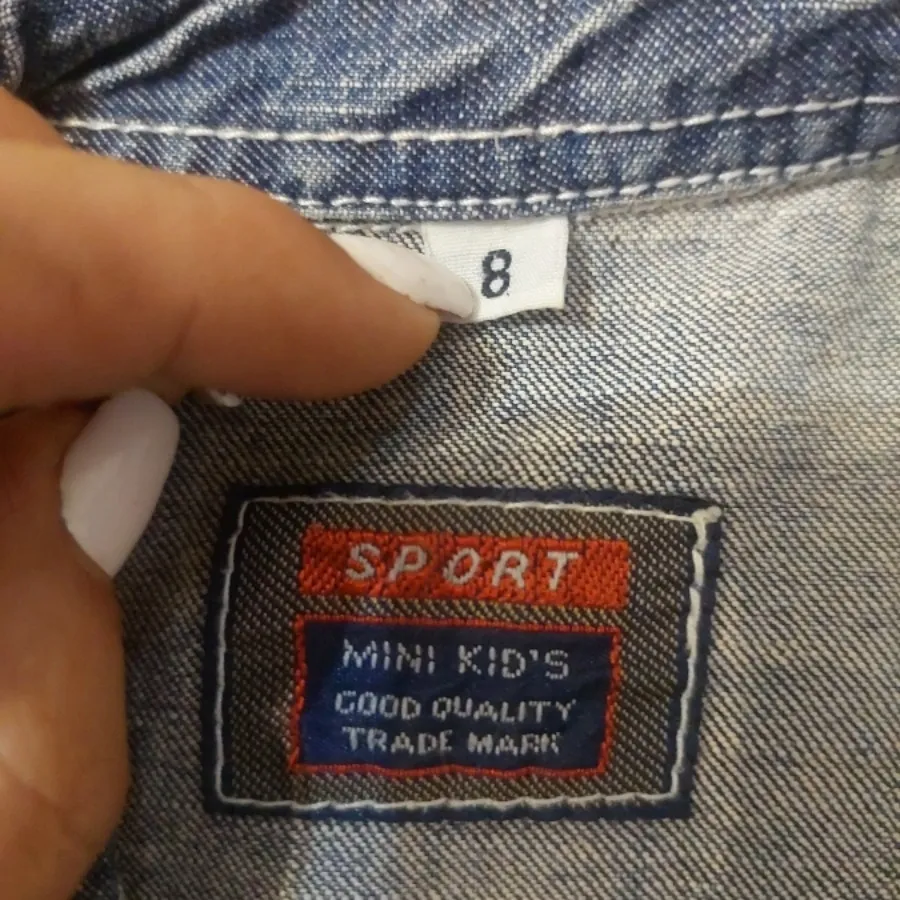 8
SPORT
MINI KID'S
GOOD QUALITY
TRADE MARK